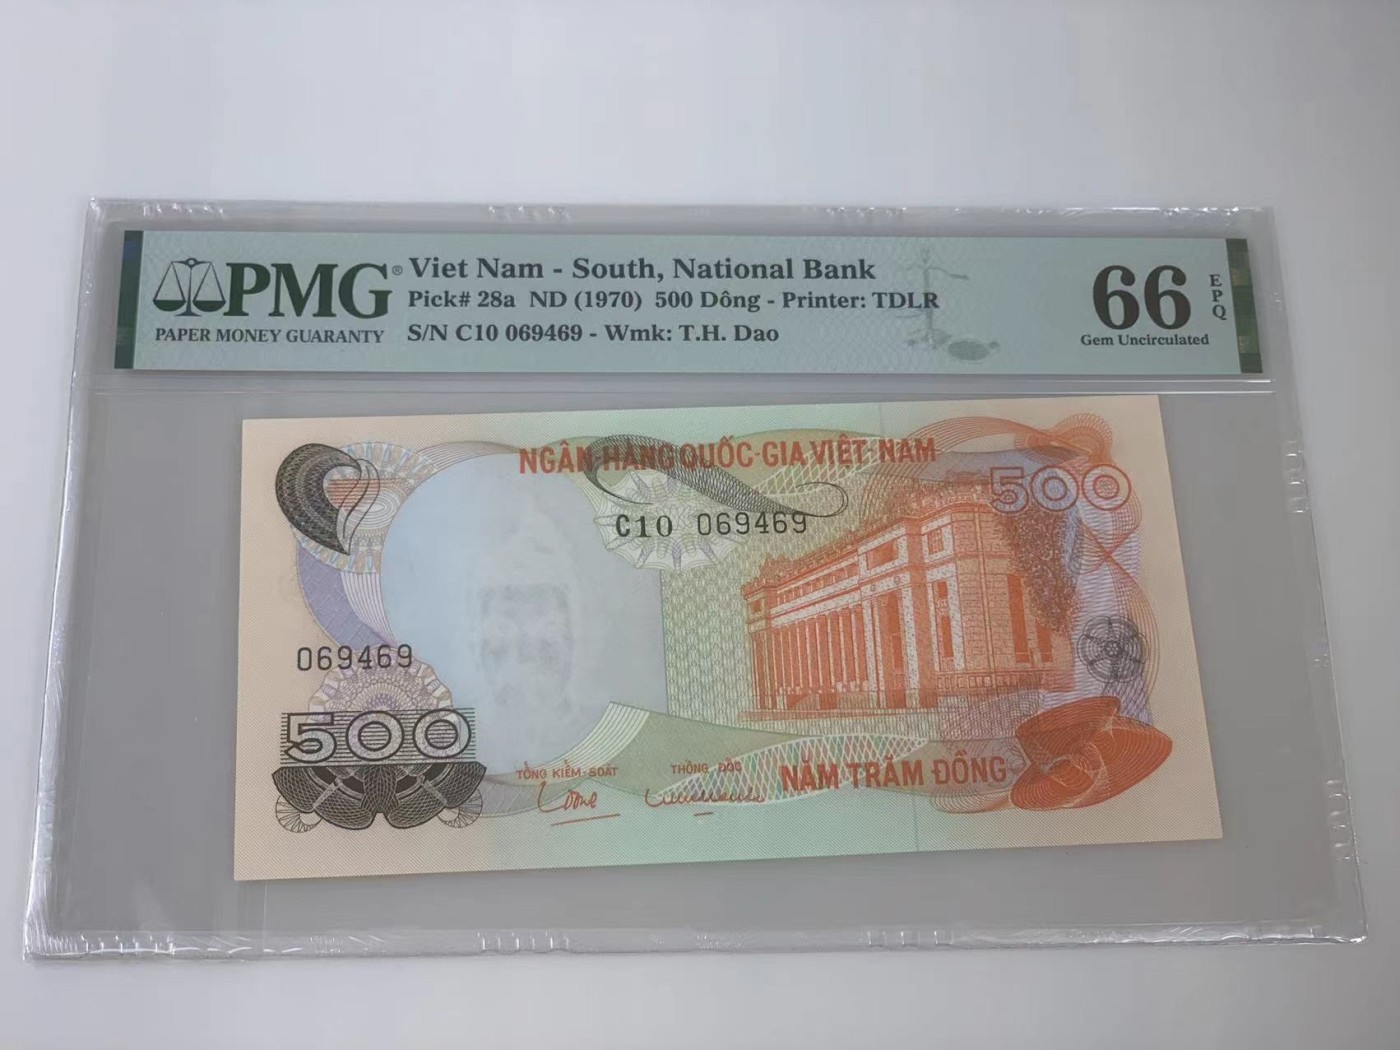 PMG®
PAPER MONEY GUARANTY
Viet Nam - South, National Bank
Pick# 28a ND (1970) 500 Dông - Printer: TDLR
S/N C10 069469 - Wmk: T.H. Dao
66
EPQ
Gem Uncirculated
NGÂN-HÀNG QUỐC-GIA VIỆT-NAM
500
C10 069469
069469
500
TỔNG KIỂM-SOÁT
THỐNG ĐỐC
NĂM TRĂM ĐỒNG